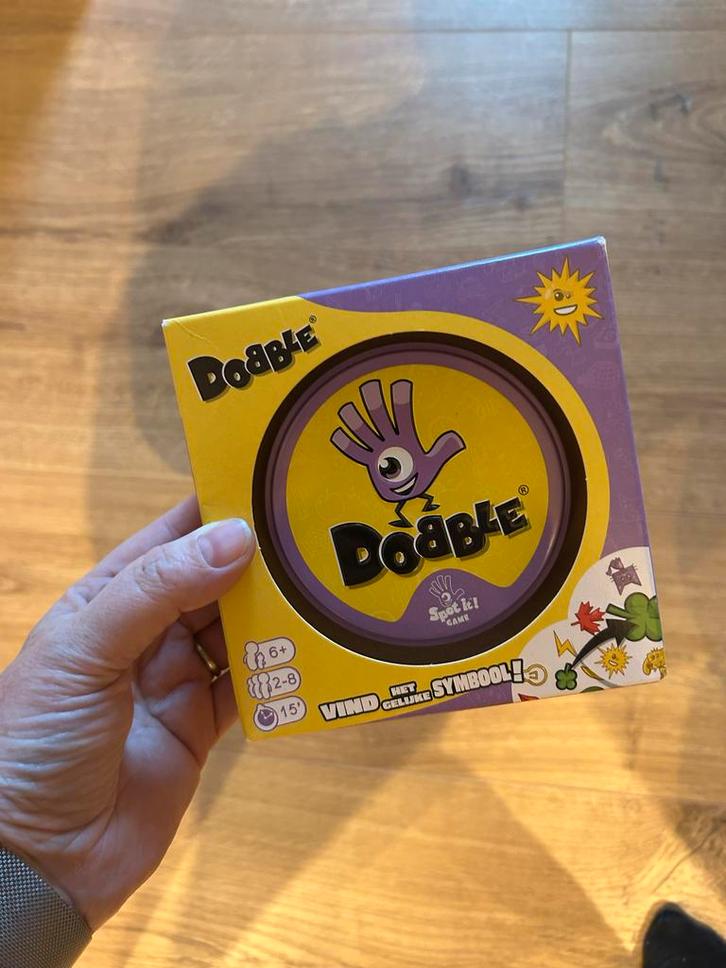 DOBBLE®
DOBBLE®
Spot it!
GAME
6+
2-8
15'
VIND HET GELIJKE SYMBOOL!